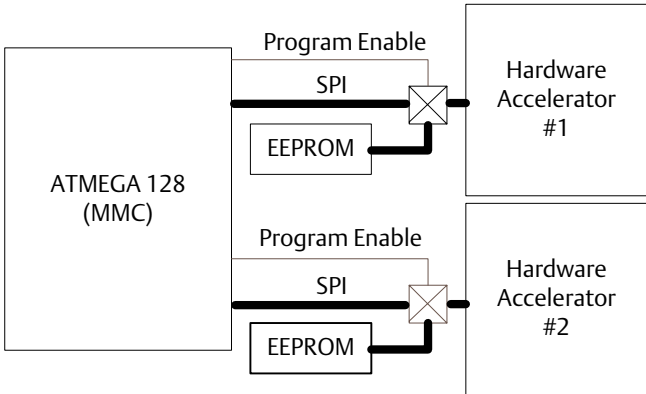 Program Enable
SPI
EEPROM
Hardware
Accelerator
#1
ATMEGA 128
(MMC)
Program Enable
SPI
EEPROM
Hardware
Accelerator
#2